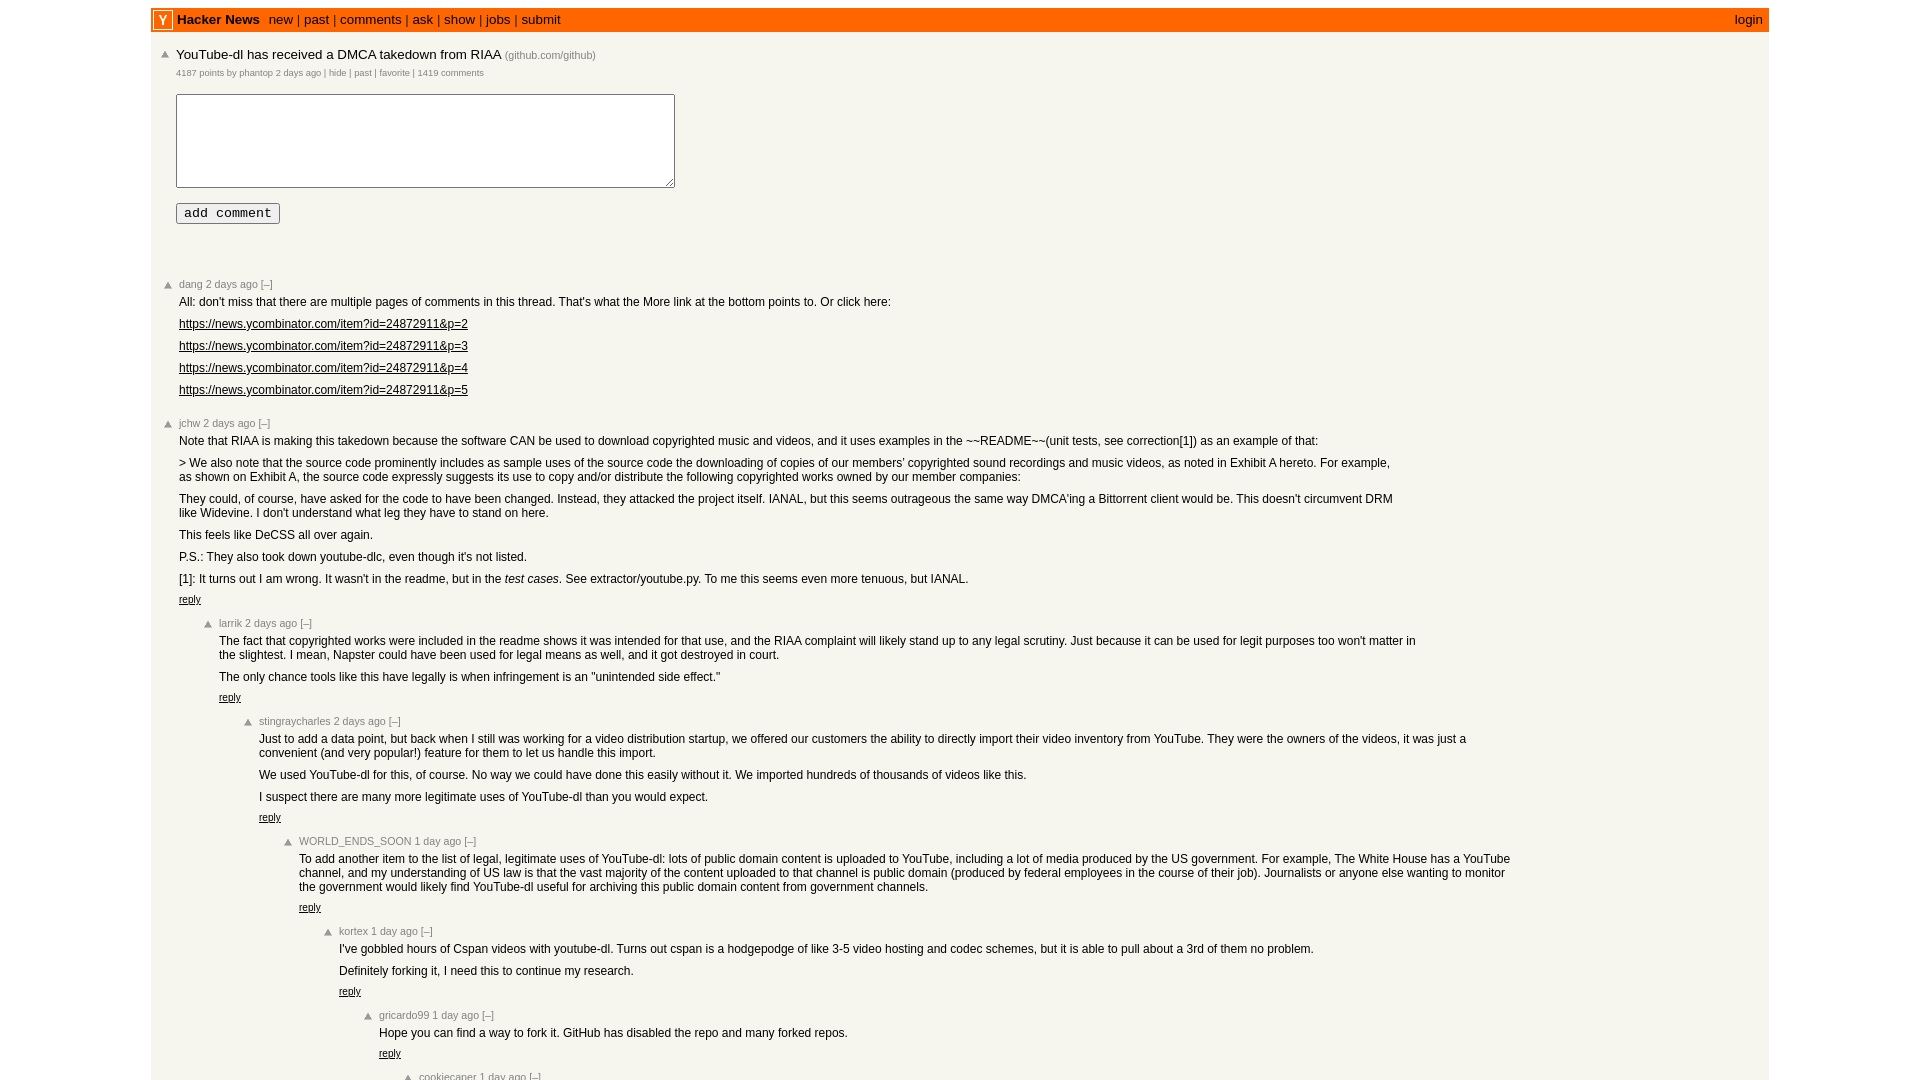 Y Hacker News new | past | comments | ask | show | jobs | submit login
YouTube-dl has received a DMCA takedown from RIAA (github.com/github)
4187 points by phantop 2 days ago | hide | past | favorite | 1419 comments
add comment
dang 2 days ago [–]
All: don't miss that there are multiple pages of comments in this thread. That's what the More link at the bottom points to. Or click here:
https://news.ycombinator.com/item?id=24872911&p=2
https://news.ycombinator.com/item?id=24872911&p=3
https://news.ycombinator.com/item?id=24872911&p=4
https://news.ycombinator.com/item?id=24872911&p=5
jchw 2 days ago [–]
Note that RIAA is making this takedown because the software CAN be used to download copyrighted music and videos, and it uses examples in the ~~README~~(unit tests, see correction[1]) as an example of that:
> We also note that the source code prominently includes as sample uses of the source code the downloading of copies of our members’ copyrighted sound recordings and music videos, as noted in Exhibit A hereto. For example,
as shown on Exhibit A, the source code expressly suggests its use to copy and/or distribute the following copyrighted works owned by our member companies:
They could, of course, have asked for the code to have been changed. Instead, they attacked the project itself. IANAL, but this seems outrageous the same way DMCA'ing a Bittorrent client would be. This doesn't circumvent DRM
like Widevine. I don't understand what leg they have to stand on here.
This feels like DeCSS all over again.
P.S.: They also took down youtube-dlc, even though it's not listed.
[1]: It turns out I am wrong. It wasn't in the readme, but in the test cases. See extractor/youtube.py. To me this seems even more tenuous, but IANAL.
reply
larrik 2 days ago [–]
The fact that copyrighted works were included in the readme shows it was intended for that use, and the RIAA complaint will likely stand up to any legal scrutiny. Just because it can be used for legit purposes too won't matter in
the slightest. I mean, Napster could have been used for legal means as well, and it got destroyed in court.
The only chance tools like this have legally is when infringement is an "unintended side effect."
reply
stingraycharles 2 days ago [–]
Just to add a data point, but back when I still was working for a video distribution startup, we offered our customers the ability to directly import their video inventory from YouTube. They were the owners of the videos, it was just a
convenient (and very popular!) feature for them to let us handle this import.
We used YouTube-dl for this, of course. No way we could have done this easily without it. We imported hundreds of thousands of videos like this.
I suspect there are many more legitimate uses of YouTube-dl than you would expect.
reply
WORLD_ENDS_SOON 1 day ago [–]
To add another item to the list of legal, legitimate uses of YouTube-dl: lots of public domain content is uploaded to YouTube, including a lot of media produced by the US government. For example, The White House has a YouTube
channel, and my understanding of US law is that the vast majority of the content uploaded to that channel is public domain (produced by federal employees in the course of their job). Journalists or anyone else wanting to monitor
the government would likely find YouTube-dl useful for archiving this public domain content from government channels.
reply
kortex 1 day ago [–]
I've gobbled hours of Cspan videos with youtube-dl. Turns out cspan is a hodgepodge of like 3-5 video hosting and codec schemes, but it is able to pull about a 3rd of them no problem.
Definitely forking it, I need this to continue my research.
reply
gricardo99 1 day ago [–]
Hope you can find a way to fork it. GitHub has disabled the repo and many forked repos.
reply
cookiecaper 1 day ago [–]